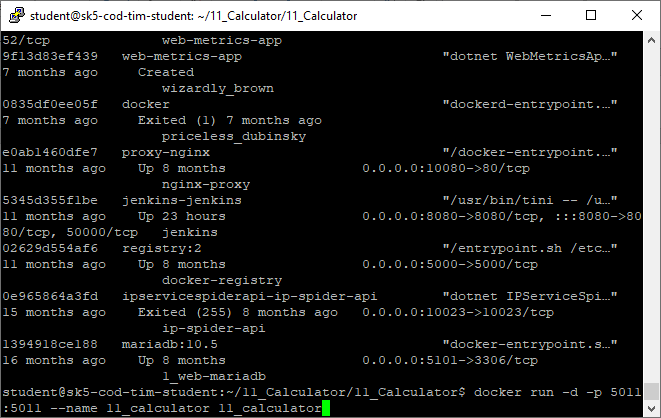 student@sk5-cod-tim-student: ~/11_Calculator/11_Calculator
52/tcp web-metrics-app
9f13d83ef439 web-metrics-app "dotnet WebMetricsAp…"
7 months ago Created
wizardly_brown
0835df0ee05f docker "dockerd-entrypoint.…"
7 months ago Exited (1) 7 months ago
priceless_dubinsky
e0ab1460dfe7 proxy-nginx "/docker-entrypoint.…"
11 months ago Up 8 months 0.0.0.0:10080->80/tcp
nginx-proxy
5345d355f1be jenkins-jenkins "/usr/bin/tini -- /u…"
11 months ago Up 23 hours 0.0.0.0:8080->8080/tcp, :::8080->80
80/tcp, 50000/tcp jenkins
02629d554af6 registry:2 "/entrypoint.sh /etc…"
11 months ago Up 8 months 0.0.0.0:5000->5000/tcp
docker-registry
0e965864a3fd ipservicespiderapi-ip-spider-api "dotnet IPServiceSpi…"
15 months ago Exited (255) 8 months ago 0.0.0.0:10023->10023/tcp
ip-spider-api
1394918ce188 mariadb:10.5 "docker-entrypoint.s…"
16 months ago Up 8 months 0.0.0.0:5101->3306/tcp
1_web-mariadb
student@sk5-cod-tim-student:~/11_Calculator/11_Calculator$ docker run -d -p 5011
:5011 --name 11_calculator 11_calculator